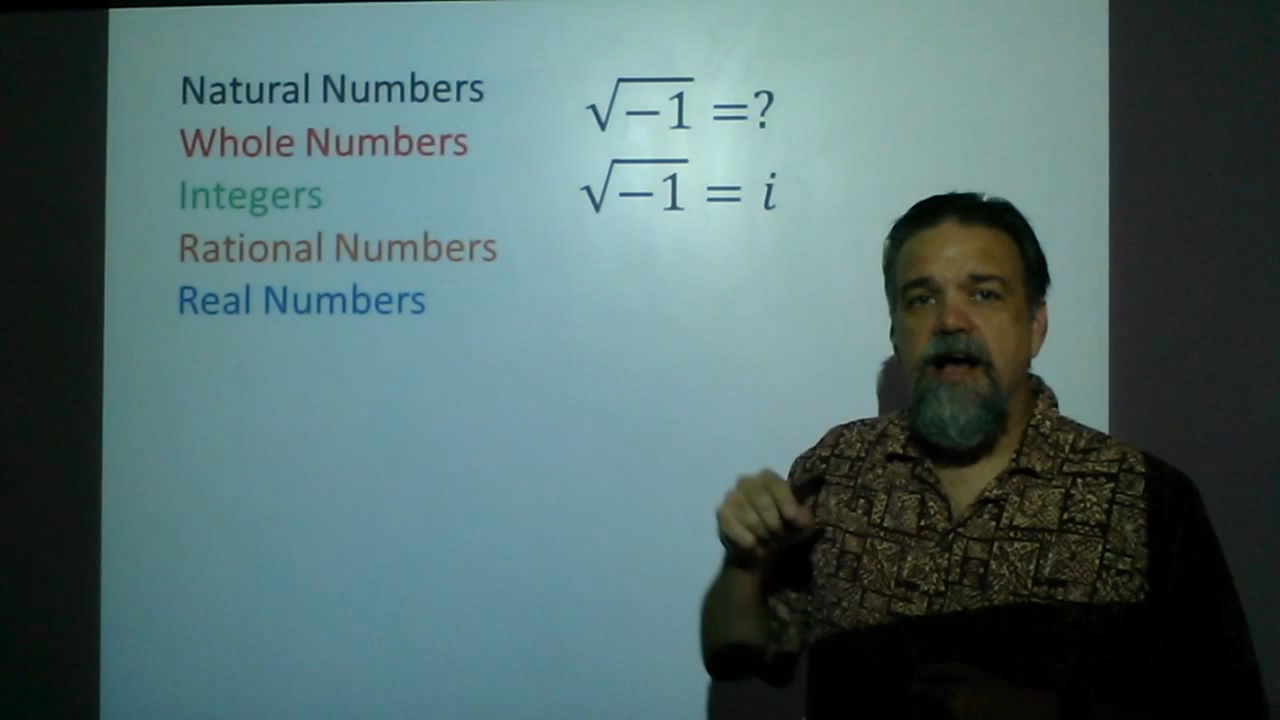 Natural Numbers
Whole Numbers
Integers
Rational Numbers
Real Numbers
√−1 =?
√−1 = i